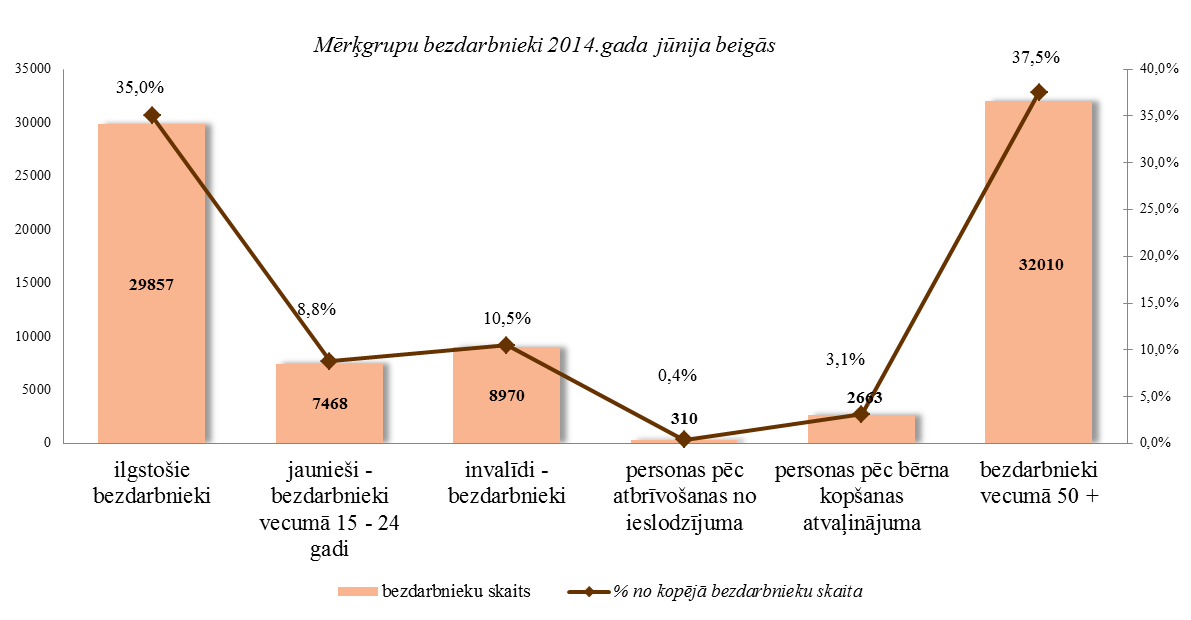 Mērķgrupu bezdarbnieki 2014.gada jūnija beigās
35000
30000
25000
20000
15000
10000
5000
0
40,0%
35,0%
30,0%
25,0%
20,0%
15,0%
10,0%
5,0%
0,0%
35,0%
8,8%
10,5%
0,4%
3,1%
37,5%
29857
7468
8970
310
2663
32010
ilgstošie
bezdarbnieki
jaunieši -
bezdarbnieki
vecumā 15 - 24
gadi
invalīdi -
bezdarbnieki
personas pēc
atbrīvošanas no
ieslodzījuma
personas pēc bērna
kopšanas
atvaļinājuma
bezdarbnieki
vecumā 50 +
bezdarbnieku skaits
% no kopējā bezdarbnieku skaita